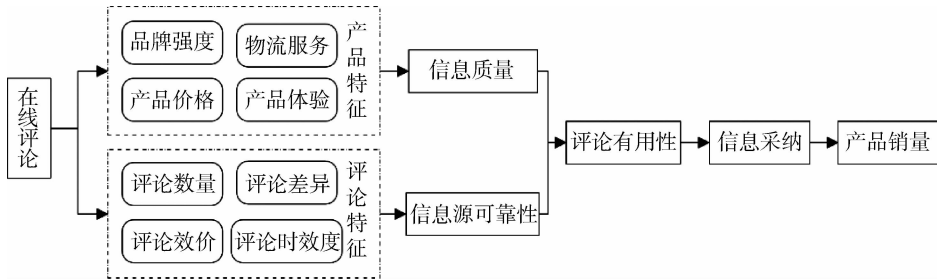 在线评论
品牌强度
物流服务
产品价格
产品体验
产品特征
评论数量
评论差异
评论效价
评论时效度
评论特征
信息质量
信息源可靠性
评论有用性
信息采纳
产品销量